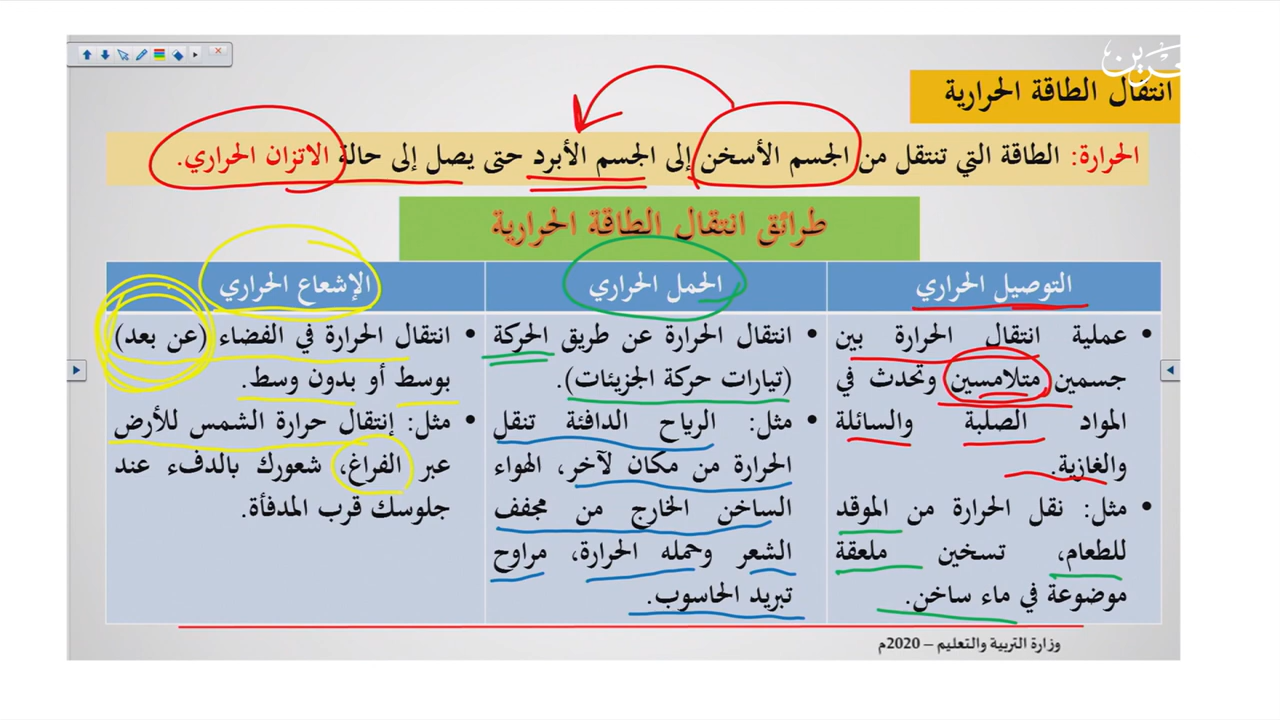 انتقال الطاقة الحرارية
الحرارة: الطاقة التي تنتقل من الجسم الأسخن إلى الجسم الأبرد حتى يصل إلى حالة الاتزان الحراري.
طرائق انتقال الطاقة الحرارية
التوصيل الحراري
عملية انتقال الحرارة بين
جسمين متلامسين وتحدث في
المواد الصلبة والسائلة
والغازية.
مثل: نقل الحرارة من الموقد
للطعام، تسخين ملعقة
موضوعة في ماء ساخن.
الحمل الحراري
انتقال الحرارة عن طريق الحركة
(تيارات حركة الجزيئات).
مثل: الرياح الدافئة تنقل
الحرارة من مكان لآخر، الهواء
الساخن الخارج من مجفف
الشعر وحمله الحرارة، مراوح
تبريد الحاسوب.
الإشعاع الحراري
انتقال الحرارة في الفضاء (عن بعد)
بوسط أو بدون وسط.
مثل: إنتقال حرارة الشمس للأرض
عبر الفراغ، شعورك بالدفء عند
جلوسك قرب المدفأة.
وزارة التربية والتعليم – 2020م